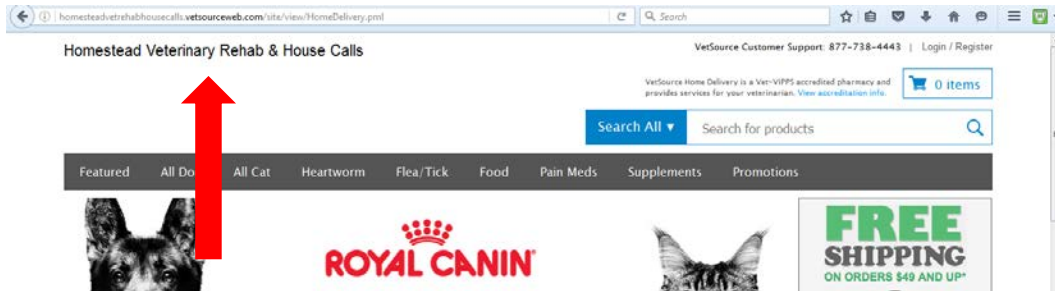 homesteadvetrehabhousecalls.vetsourceweb.com/site/view/HomeDelivery.pml
Search
Homestead Veterinary Rehab & House Calls
VetSource Customer Support: 877-738-4443 | Login / Register
VetSource Home Delivery is a Vet-VIPPS accredited pharmacy and
provides services for your veterinarian. View accreditation info.
0 items
Search All ▾
Search for products
Featured All Do All Cat Heartworm Flea/Tick Food Pain Meds Supplements Promotions
ROYAL CANIN
FREE
SHIPPING
ON ORDERS $49 AND UP*